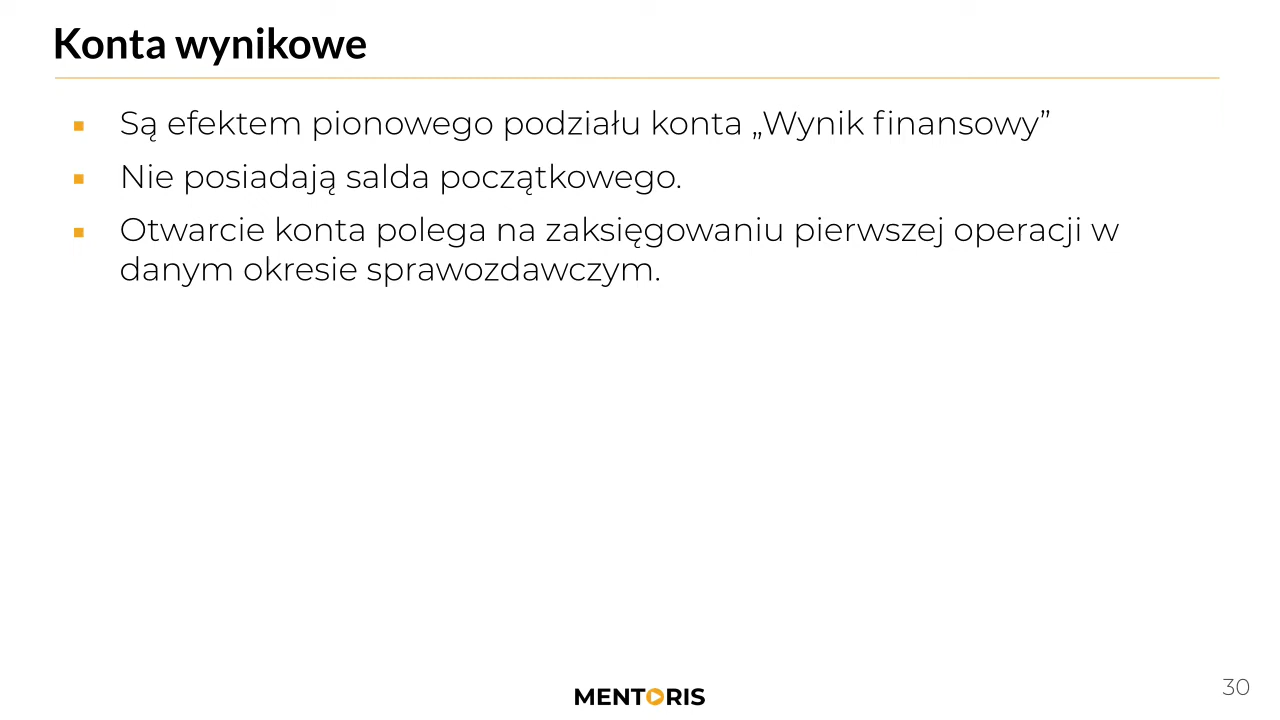 Konta wynikowe
▪ Są efektem pionowego podziału konta „Wynik finansowy”
▪ Nie posiadają salda początkowego.
▪ Otwarcie konta polega na zaksięgowaniu pierwszej operacji w
danym okresie sprawozdawczym.
MENTORIS
30